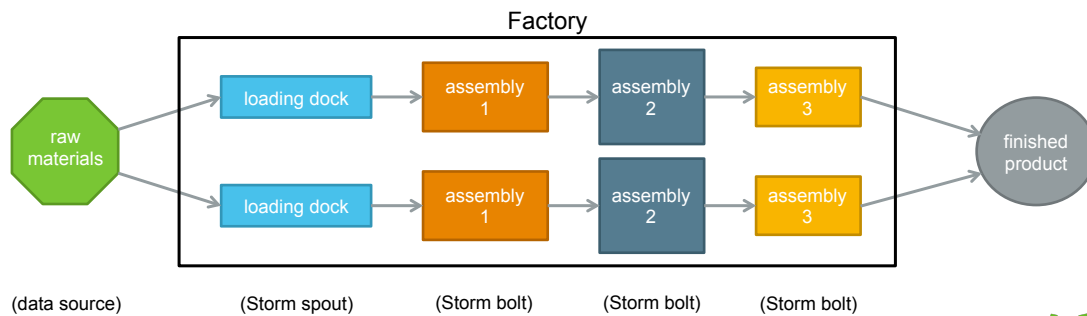 Factory
raw
materials
loading dock
assembly
1
assembly
2
assembly
3
finished
product
loading dock
assembly
1
assembly
2
assembly
3
(data source)
(Storm spout)
(Storm bolt)
(Storm bolt)
(Storm bolt)